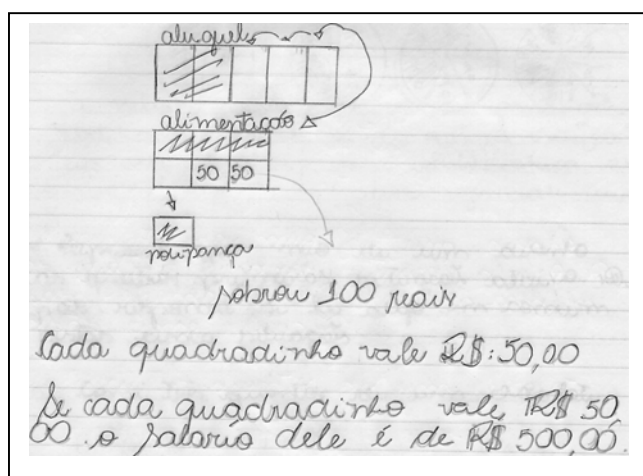 aluguel
alimentação
50 50
poupança
sobrou 100 reais
Cada quadradinho vale R$:50,00
Se cada quadradinho vale R$ 50
00 o salario dele é de R$ 500,00.